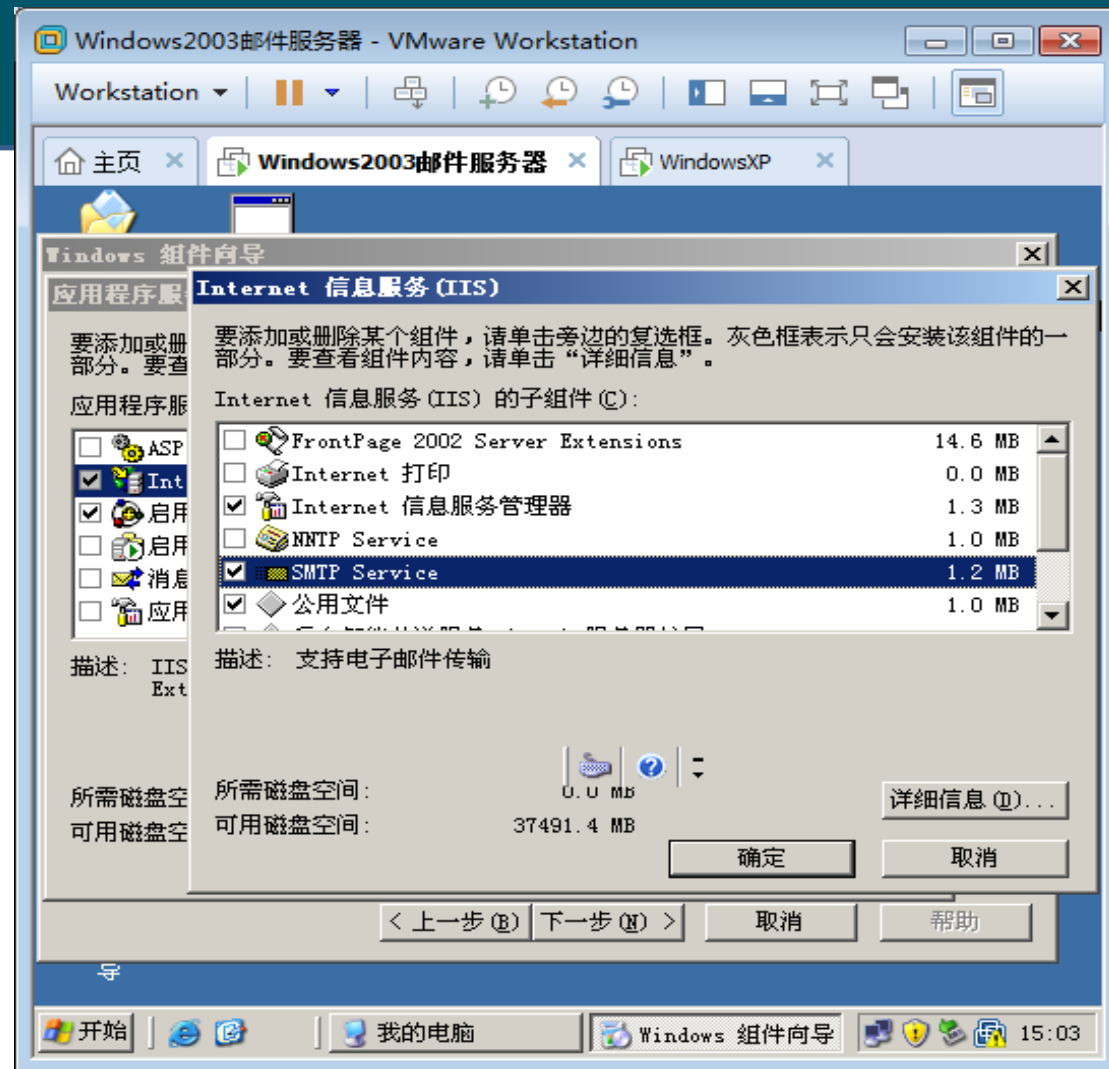 Windows2003邮件服务器 - VMware Workstation
Workstation
主页
Windows2003邮件服务器
WindowsXP
Windows 组件向导
应用程序服
Internet 信息服务(IIS)
要添加或册
部分。要查
应用程序服
ASP
Int
启用
启用
消息
应用
描述: IIS
Ext
所需磁盘空
可用磁盘空
要添加或删除某个组件，请单击旁边的复选框。灰色框表示只会安装该组件的一
部分。要查看组件内容，请单击“详细信息”。
Internet 信息服务(IIS) 的子组件(C):
FrontPage 2002 Server Extensions 14.6 MB
Internet 打印 0.0 MB
Internet 信息服务管理器 1.3 MB
NNTP Service 1.0 MB
SMTP Service 1.2 MB
公用文件 1.0 MB
描述: 支持电子邮件传输
所需磁盘空间: 0.0 MB
可用磁盘空间: 37491.4 MB
详细信息(D)...
确定 取消
< 上一步(B) 下一步(N) > 取消 帮助
导
开始 我的电脑 Windows 组件向导 15:03